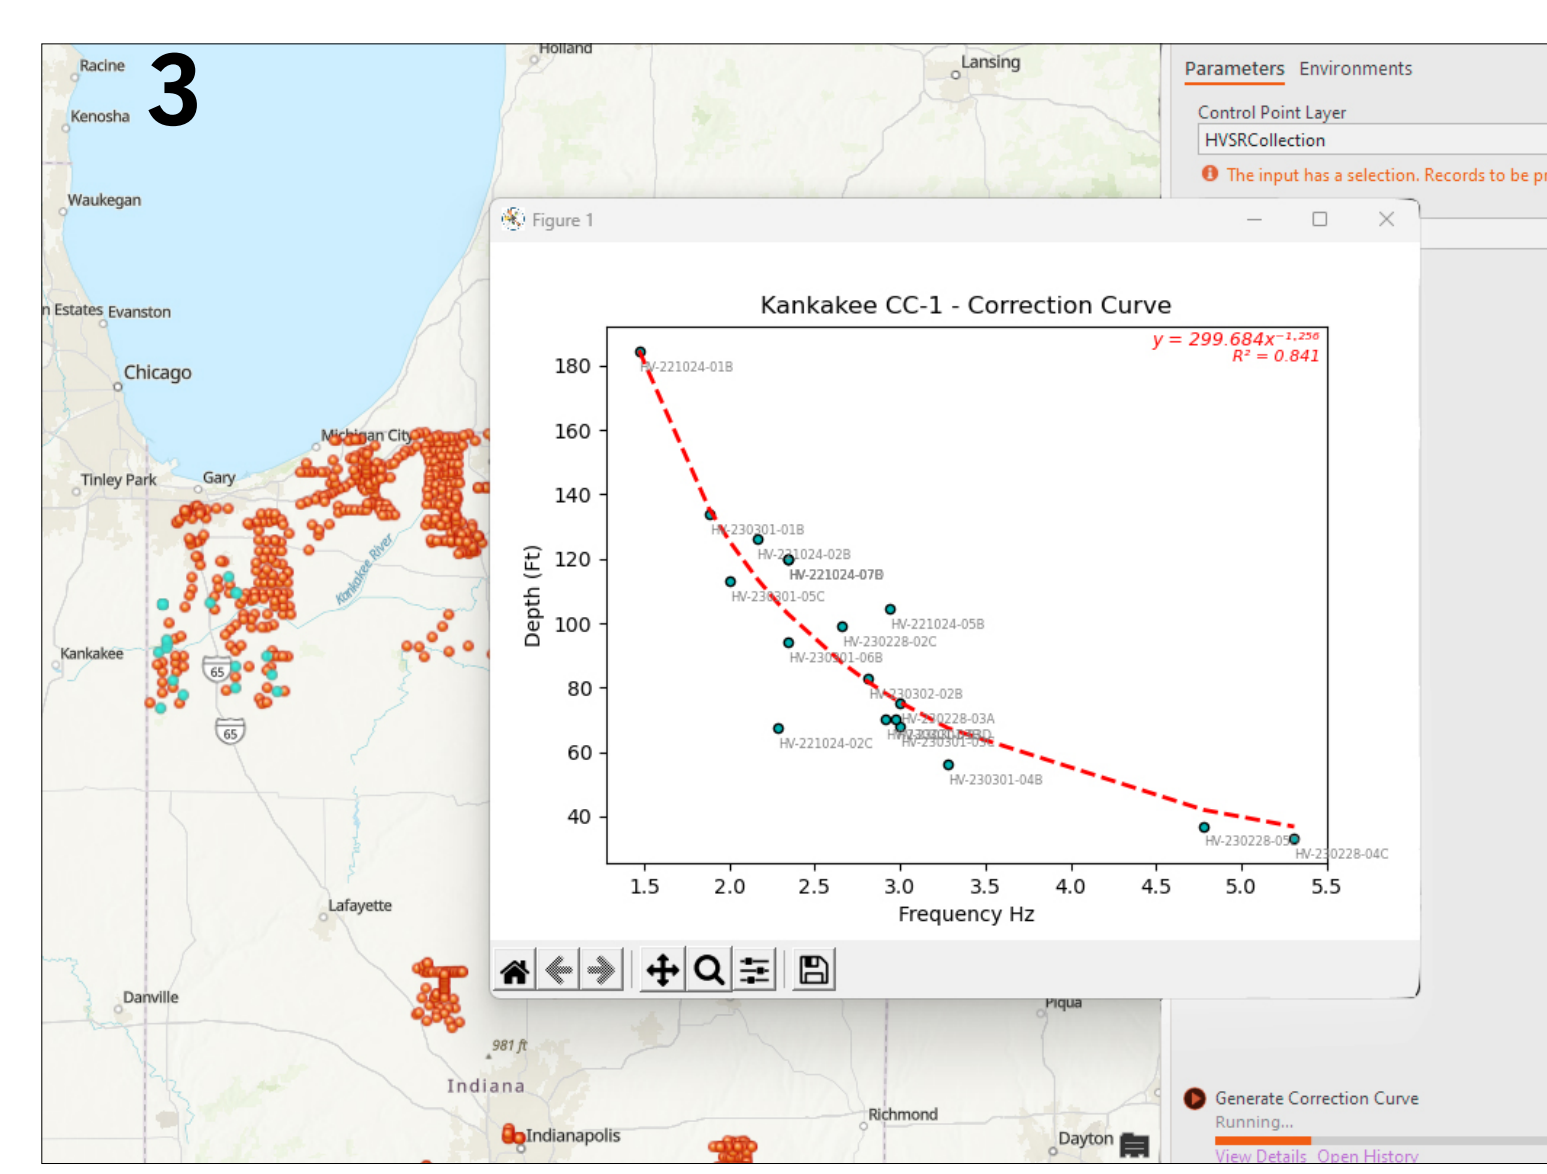 3
Racine
Kenosha
Waukegan
Estates Evanston
Chicago
Tinley Park
Gary
Michigan City
Holland
Lansing
Kankakee River
Kankakee
65
65
Lafayette
Danville
981 ft
Indiana
Indianapolis
Richmond
Piqua
Dayton
Parameters Environments
Control Point Layer
HVSRCollection
The input has a selection. Records to be
Figure 1
Kankakee CC-1 - Correction Curve
y = 299.684x⁻¹·²⁵⁶
R² = 0.841
180
160
140
120
100
80
60
40
Depth (Ft)
HV-221024-01B
HV-230301-01B
HV-221024-02B
HV-230301-05C
HV-221024-05B
HV-230228-02C
HV-230301-06B
HV-230302-02B
HV-230228-03A
HV-221024-02C
HV-230301-04B
HV-230228-04C
1.5 2.0 2.5 3.0 3.5 4.0 4.5 5.0 5.5
Frequency Hz
Generate Correction Curve
Running...
View Details Open History